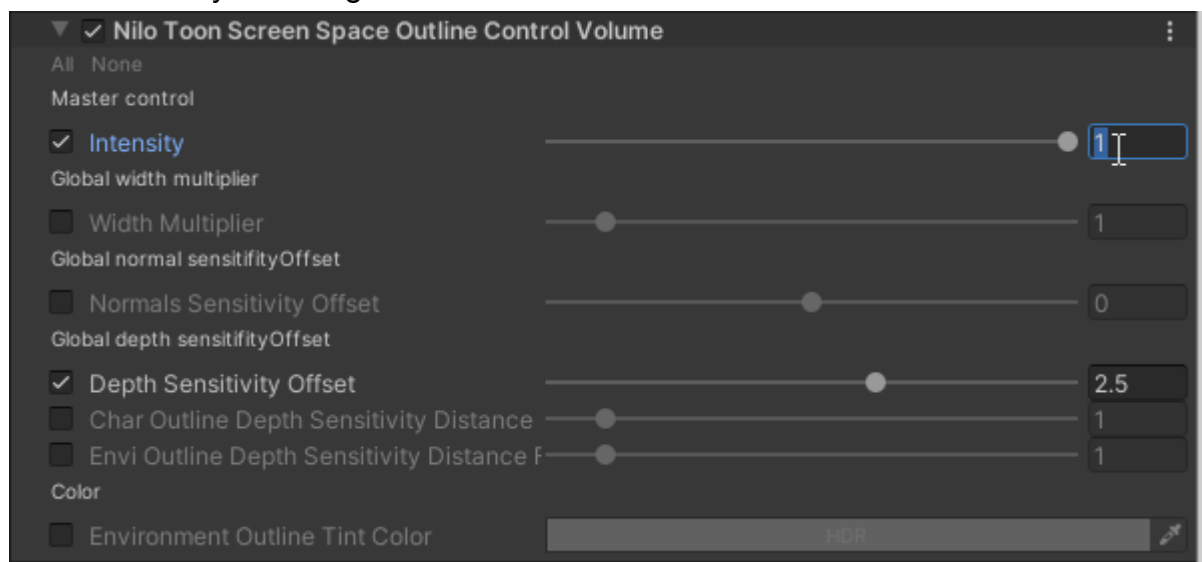 Nilo Toon Screen Space Outline Control Volume
All None
Master control
Intensity 1
Global width multiplier
Width Multiplier 1
Global normal sensitifityOffset
Normals Sensitivity Offset 0
Global depth sensitifityOffset
Depth Sensitivity Offset 2.5
Char Outline Depth Sensitivity Distance 1
Envi Outline Depth Sensitivity Distance F 1
Color
Environment Outline Tint Color HDR